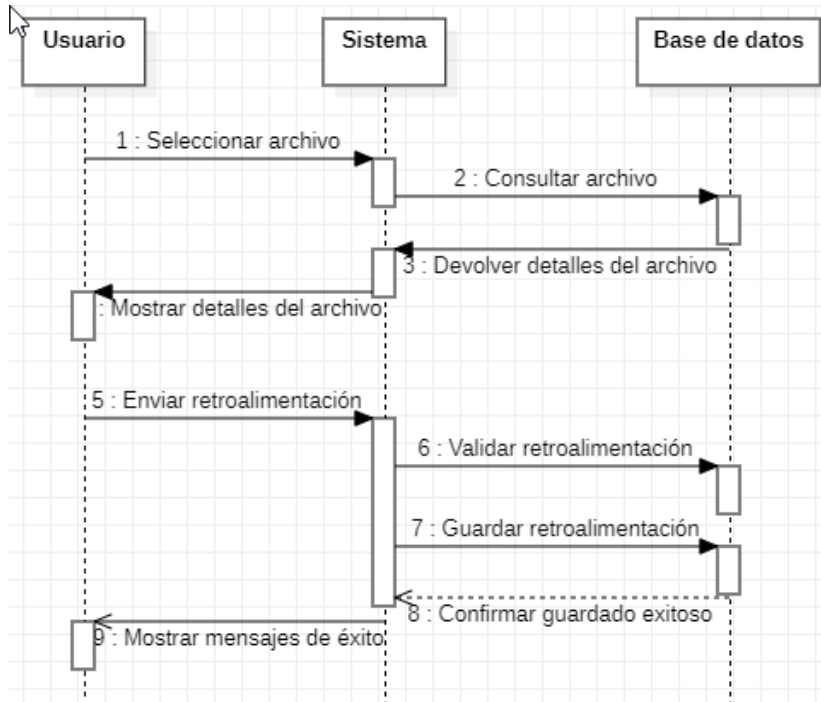 Usuario
Sistema
Base de datos
1 : Seleccionar archivo
2 : Consultar archivo
3 : Devolver detalles del archivo
: Mostrar detalles del archivo
5 : Enviar retroalimentación
6 : Validar retroalimentación
7 : Guardar retroalimentación
8 : Confirmar guardado exitoso
9 : Mostrar mensajes de éxito